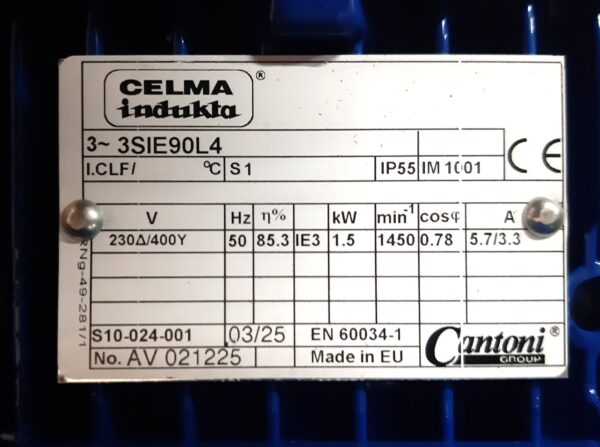 CELMA ®
indukta
3~ 3SIE90L4
I.CLF/ °C S1 IP55 IM 1001 CE
V Hz η% kW min⁻¹ cosφ A
230Δ/400Y 50 85.3 IE3 1.5 1450 0.78 5.7/3.3
RNg-49-281/1
S10-024-001 03/25 EN 60034-1
No. AV 021225 Made in EU
Cantoni ®
GROUP